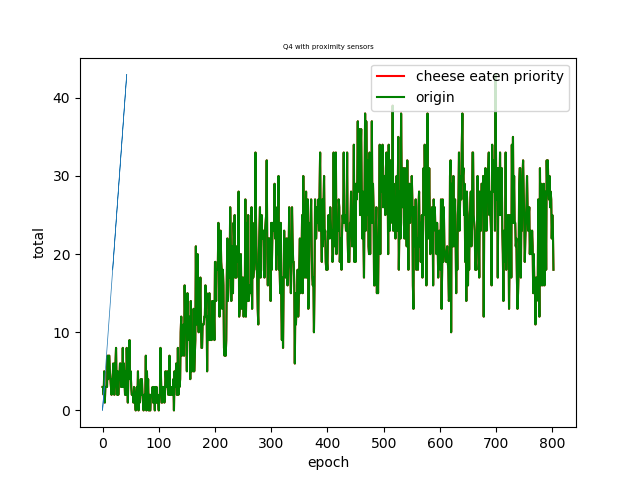 Q4 with proximity sensors
cheese eaten priority
origin
total
40
30
20
10
0
0 100 200 300 400 500 600 700 800
epoch